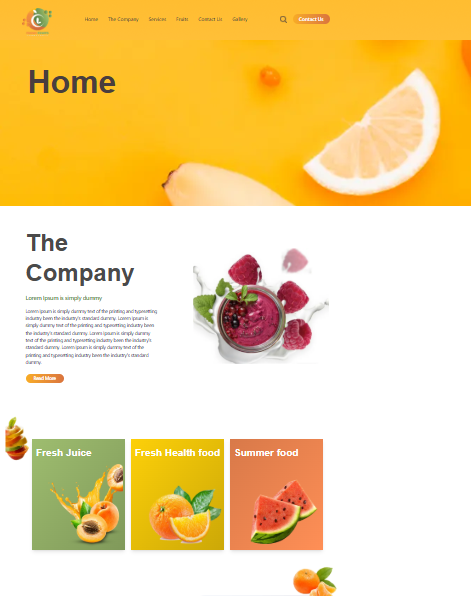 Home The Company Services Fruits Contact Us Gallery Contact Us
Home
The
Company
Lorem Ipsum is simply dummy
Lorem ipsum is simply dummy text of the printing and typesetting
industry been the industry's standard dummy. Lorem Ipsum is
simply dummy text of the printing and typesetting industry been
the industry's standard dummy. Lorem Ipsum is simply dummy
text of the printing and typesetting industry been the industry's
standard dummy. Lorem Ipsum is simply dummy text of the
printing and typesetting industry been the industry's standard
dummy.
Read More
Fresh Juice
Fresh Health food
Summer food